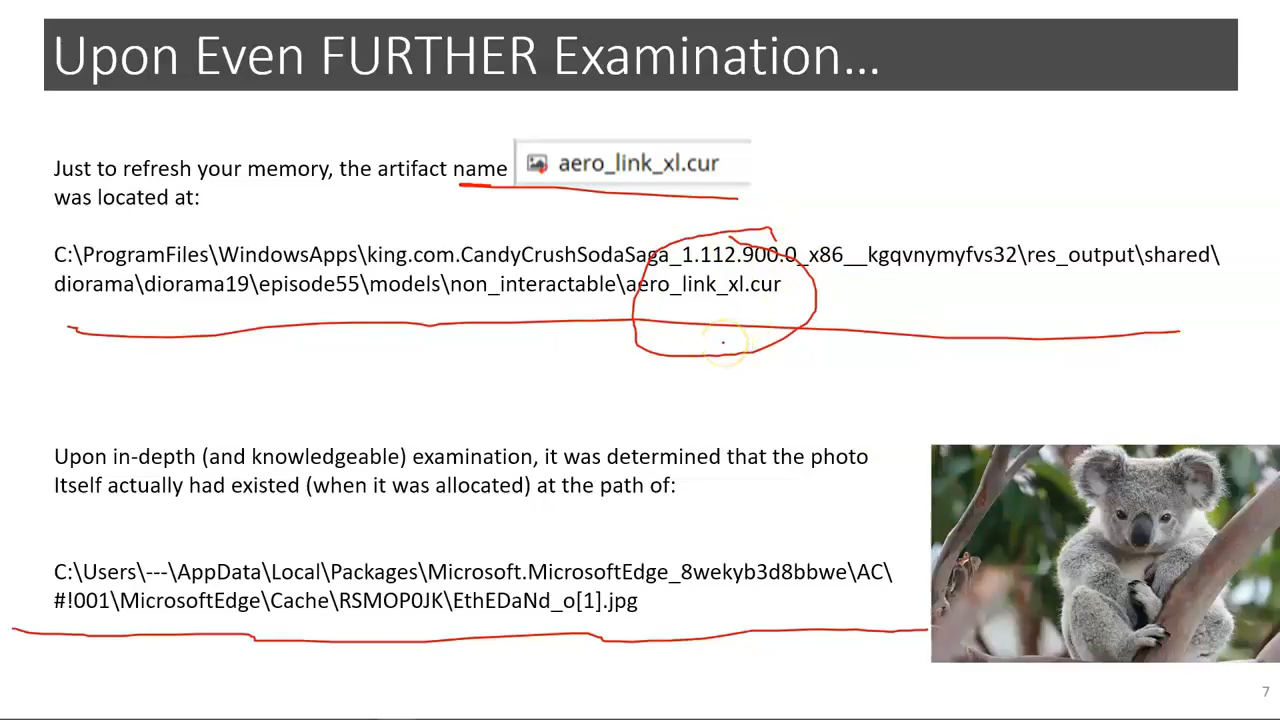 Upon Even FURTHER Examination...
Just to refresh your memory, the artifact name aero_link_xl.cur
was located at:
C:\ProgramFiles\WindowsApps\king.com.CandyCrushSodaSaga_1.112.900.0_x86__kgqvnymyfvs32\res_output\shared\
diorama\diorama19\episode55\models\non_interactable\aero_link_xl.cur
Upon in-depth (and knowledgeable) examination, it was determined that the photo
Itself actually had existed (when it was allocated) at the path of:
C:\Users\---\AppData\Local\Packages\Microsoft.MicrosoftEdge_8wekyb3d8bbwe\AC\
#!001\MicrosoftEdge\Cache\RSMOP0JK\EthEDaNd_o[1].jpg
7